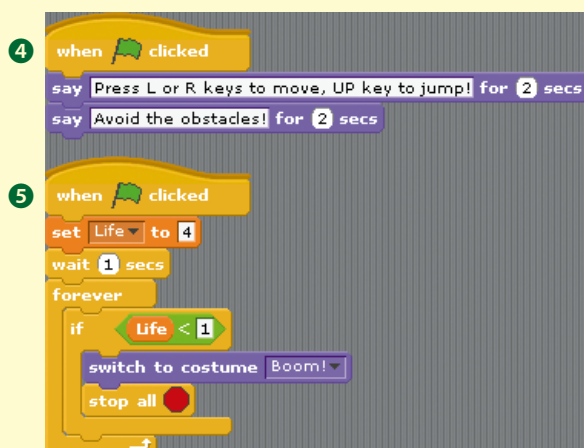 4
when clicked
say Press L or R keys to move, UP key to jump! for 2 secs
say Avoid the obstacles! for 2 secs
5
when clicked
set Life to 4
wait 1 secs
forever
if Life < 1
switch to costume Boom!
stop all